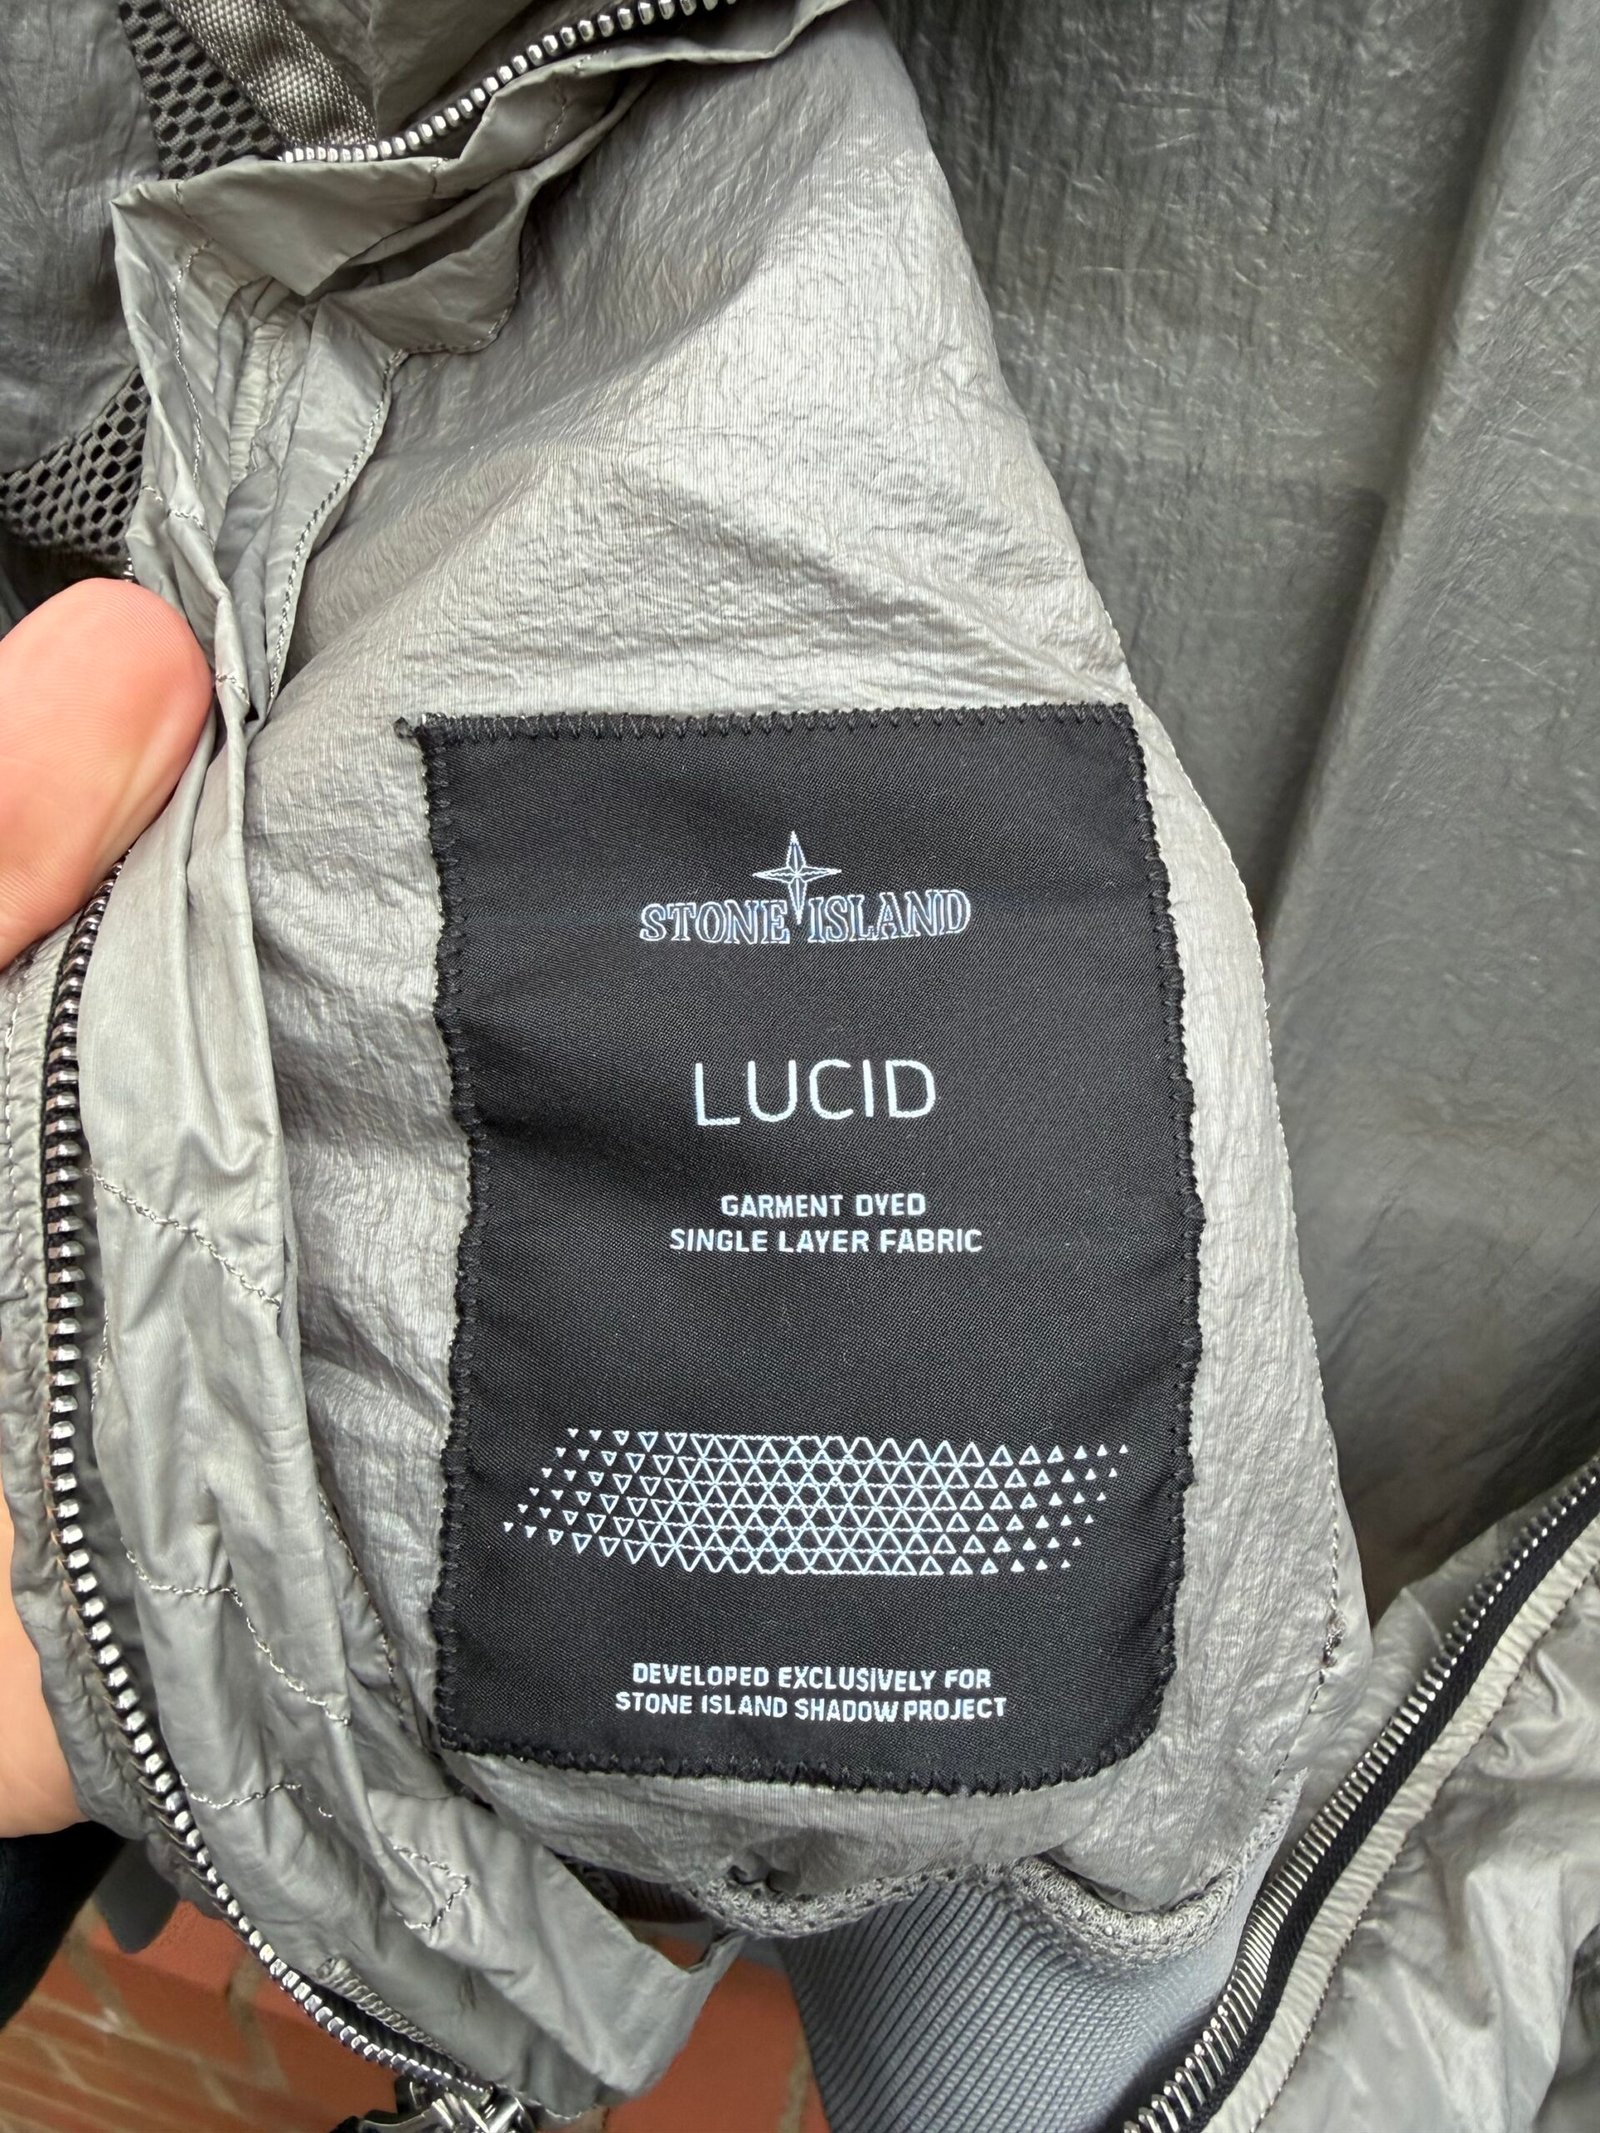 STONE ISLAND
LUCID
GARMENT DYED
SINGLE LAYER FABRIC
DEVELOPED EXCLUSIVELY FOR
STONE ISLAND SHADOW PROJECT